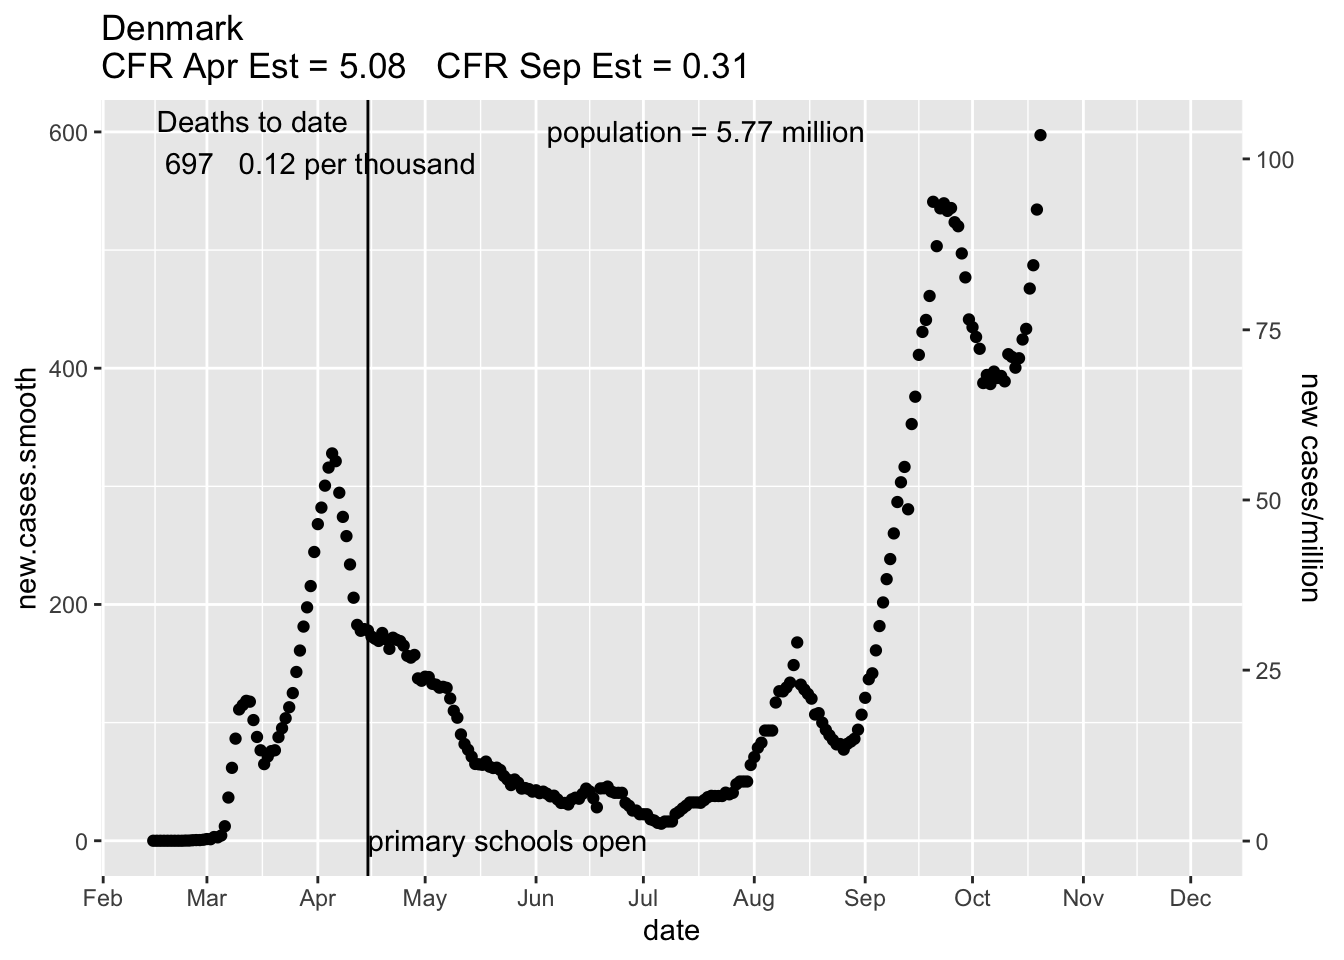 Denmark
CFR Apr Est = 5.08   CFR Sep Est = 0.31
Deaths to date
697   0.12 per thousand
population = 5.77 million
600
400
200
0
new.cases.smooth
100
75
50
25
0
new cases/million
primary schools open
Feb Mar Apr May Jun Jul Aug Sep Oct Nov Dec
date